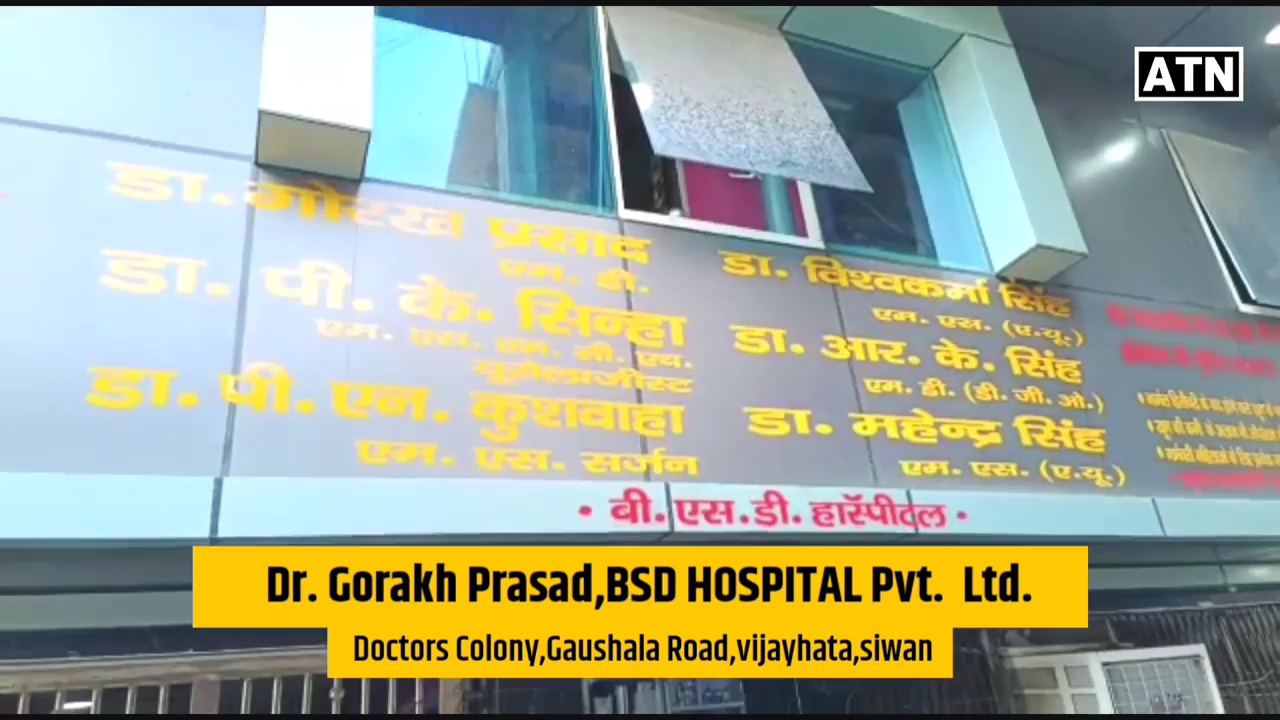 ATN
डा. गोरख प्रसाद
एम. डी.
डा. पी. के. सिन्हा
एम. एस. एम. सी. एच.
यूरोलाजीस्ट
डा. पी. एन. कुशवाहा
एम. एस. सर्जन
डा. विश्वकर्मा सिंह
एम. एस. (ए.यू.)
डा. आर. के. सिंह
एम. डी. (डी. जी. ओ.)
डा. महेन्द्र सिंह
एम. एस. (ए.यू.)
• बी. एस. डी. हॉस्पीटल •
Dr. Gorakh Prasad,BSD HOSPITAL Pvt. Ltd.
Doctors Colony,Gaushala Road,vijayhata,siwan